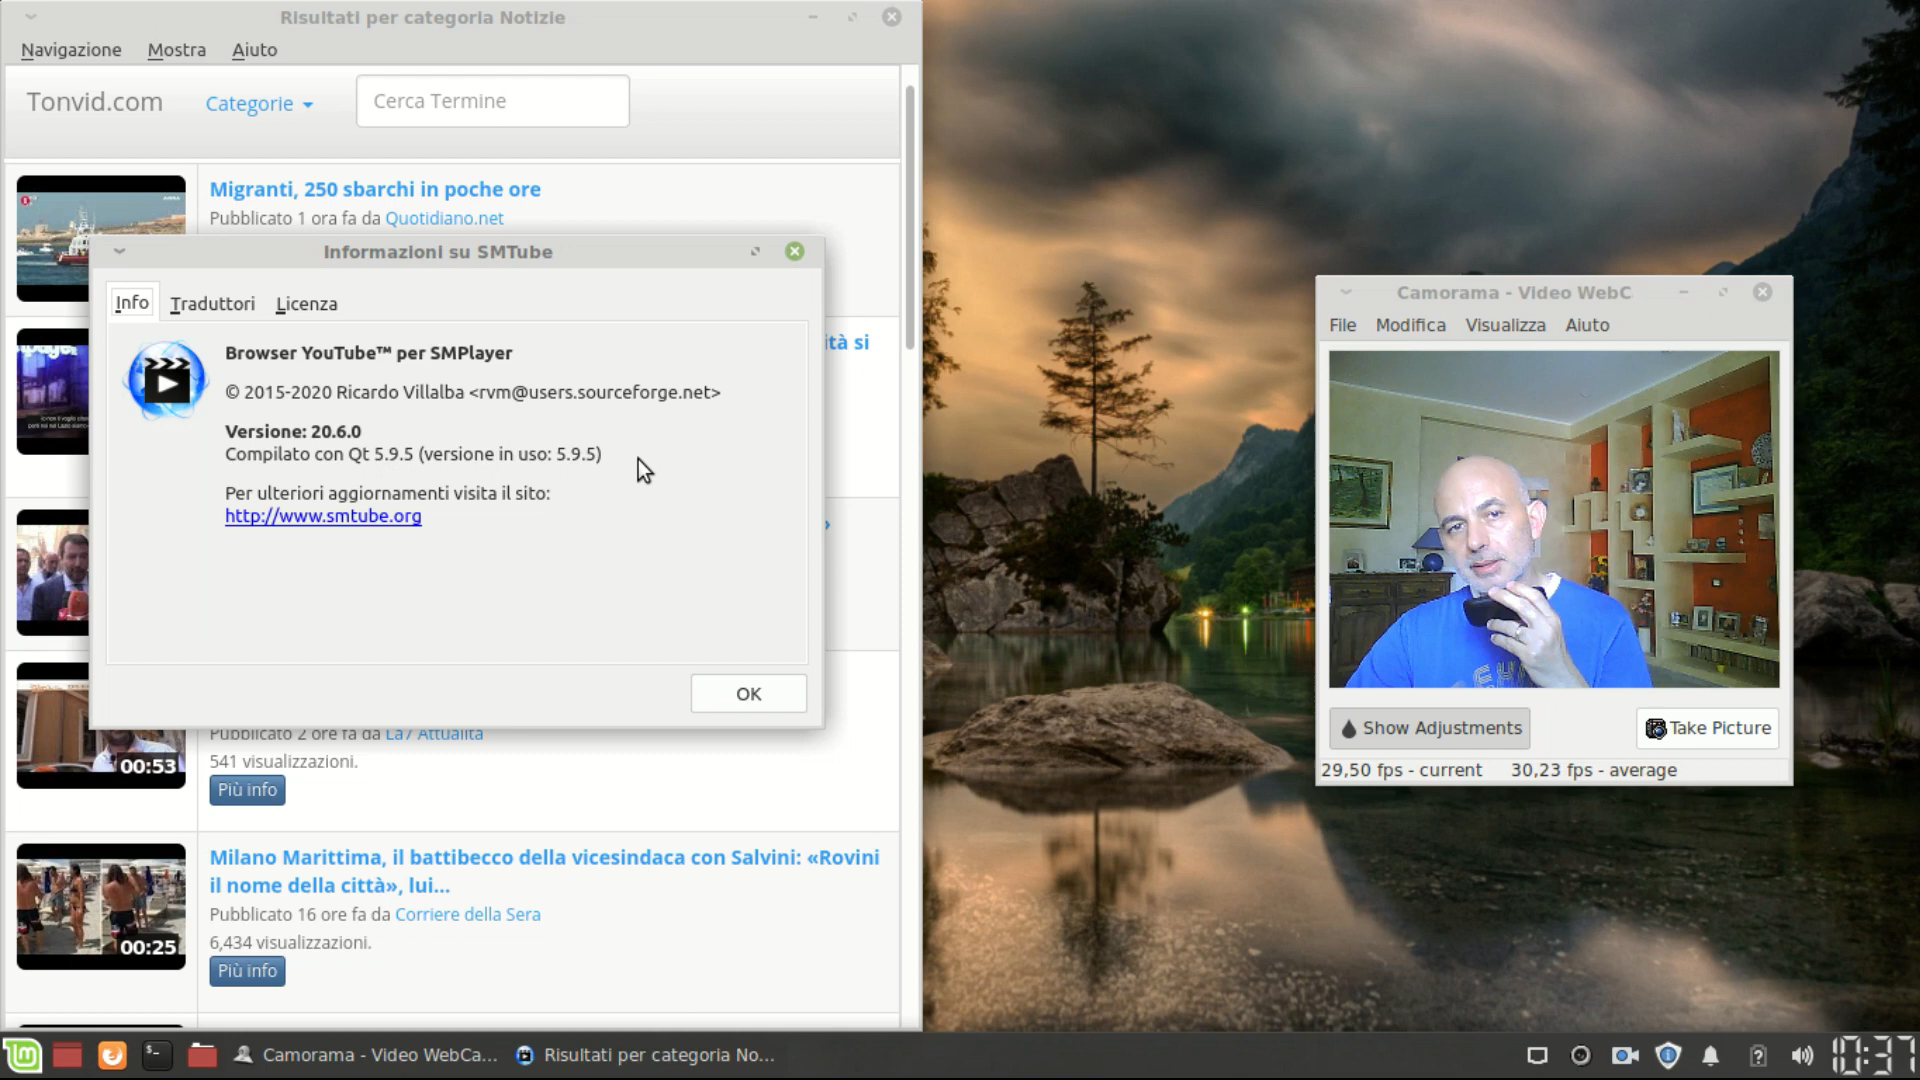 Risultati per categoria Notizie
Navigazione Mostra Aiuto
Tonvid.com Categorie Cerca Termine
Migranti, 250 sbarchi in poche ore
Pubblicato 1 ora fa da Quotidiano.net
Informazioni su SMTube
Info Traduttori Licenza
ità si
Browser YouTube™ per SMPlayer
© 2015-2020 Ricardo Villalba <rvm@users.sourceforge.net>
Versione: 20.6.0
Compilato con Qt 5.9.5 (versione in uso: 5.9.5)
Per ulteriori aggiornamenti visita il sito:
http://www.smtube.org
OK
Pubblicato 2 ore fa da La7 Attualità
541 visualizzazioni.
00:53
Più info
Milano Marittima, il battibecco della vicesindaca con Salvini: «Rovini
il nome della città», lui...
Pubblicato 16 ore fa da Corriere della Sera
6,434 visualizzazioni.
00:25
Più info
Camorama - Video WebC
File Modifica Visualizza Aiuto
Show Adjustments Take Picture
29,50 fps - current 30,23 fps - average
Camorama - Video WebCa... Risultati per categoria No... 10:37